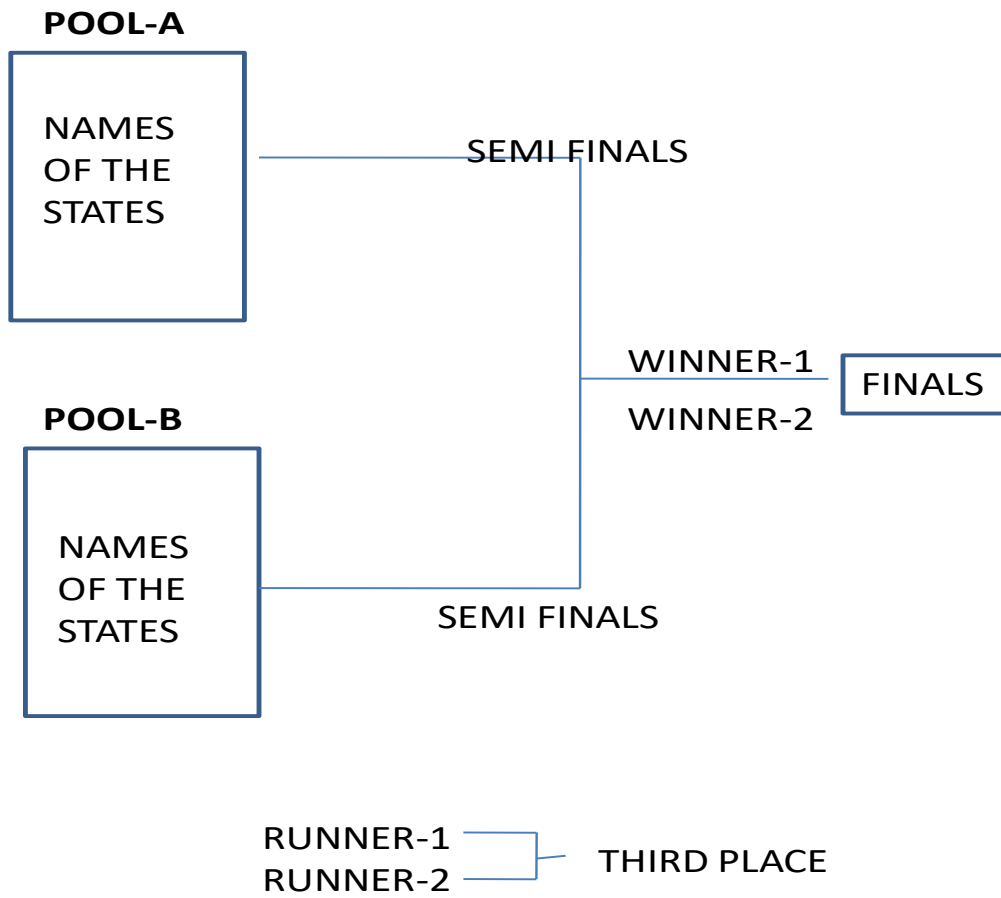 POOL-A
NAMES
OF THE
STATES
SEMI FINALS
WINNER-1
FINALS
WINNER-2
POOL-B
NAMES
OF THE
STATES
SEMI FINALS
RUNNER-1
RUNNER-2
THIRD PLACE